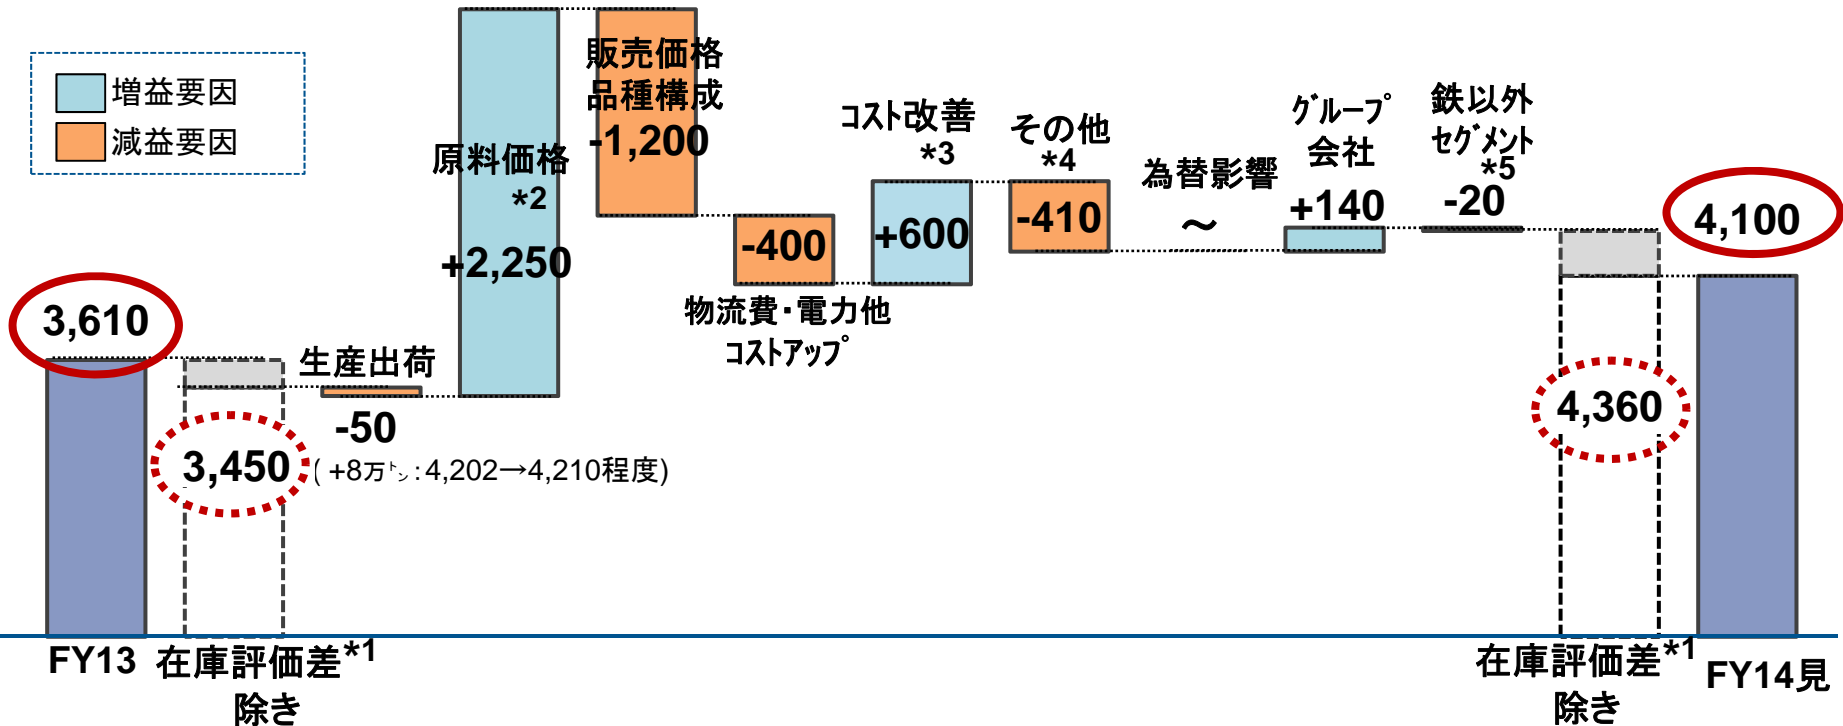 増益要因
減益要因
3,610
FY13
3,450
在庫評価差*1
除き
生産出荷
-50
( +8万トン:4,202→4,210程度)
原料価格
*2
+2,250
販売価格
品種構成
-1,200
-400
物流費・電力他
コストアップ
コスト改善
*3
+600
その他
*4
-410
為替影響
～
グループ
会社
+140
鉄以外
セグメント
*5
-20
4,360
在庫評価差*1
除き
4,100
FY14見